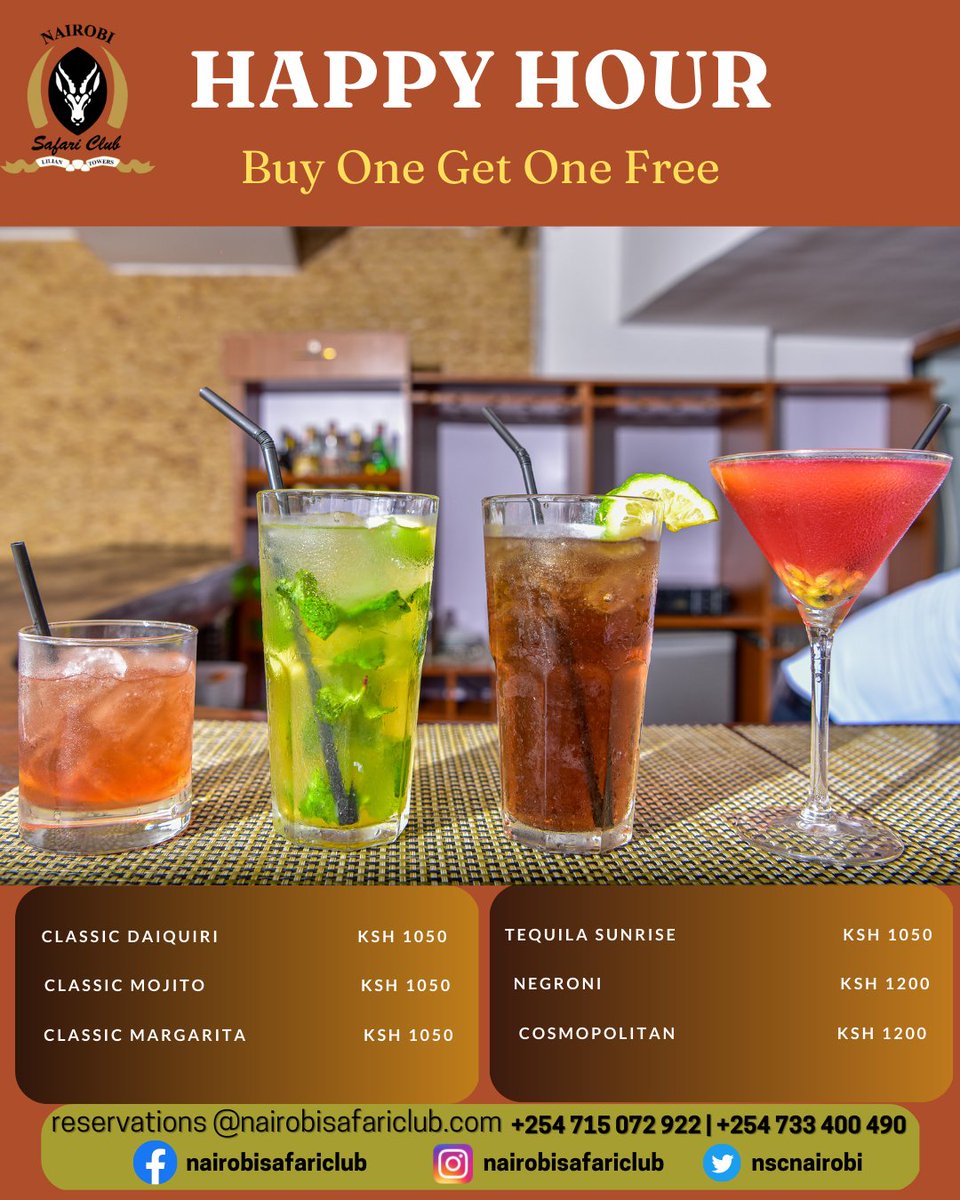 NAIROBI
Safari Club
LILIAN TOWERS
HAPPY HOUR
Buy One Get One Free
CLASSIC DAIQUIRI KSH 1050
CLASSIC MOJITO KSH 1050
CLASSIC MARGARITA KSH 1050
TEQUILA SUNRISE KSH 1050
NEGRONI KSH 1200
COSMOPOLITAN KSH 1200
reservations @nairobisafariclub.com +254 715 072 922 | +254 733 400 490
nairobisafariclub nairobisafariclub nscnairobi